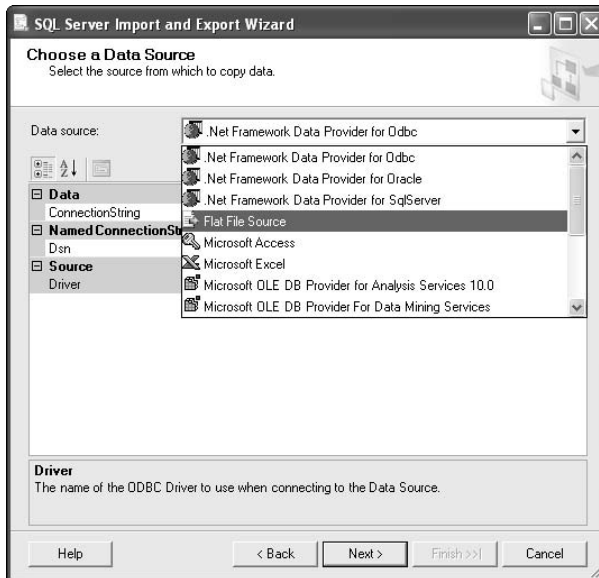 SQL Server Import and Export Wizard
Choose a Data Source
Select the source from which to copy data.
Data source:
.Net Framework Data Provider for Odbc
.Net Framework Data Provider for Odbc
.Net Framework Data Provider for Oracle
.Net Framework Data Provider for SqlServer
Flat File Source
Microsoft Access
Microsoft Excel
Microsoft OLE DB Provider for Analysis Services 10.0
Microsoft OLE DB Provider For Data Mining Services
Data
ConnectionString
NamedConnectionSt
Dsn
Source
Driver
Driver
The name of the ODBC Driver to use when connecting to the Data Source.
Help
< Back
Next >
Finish >>|
Cancel